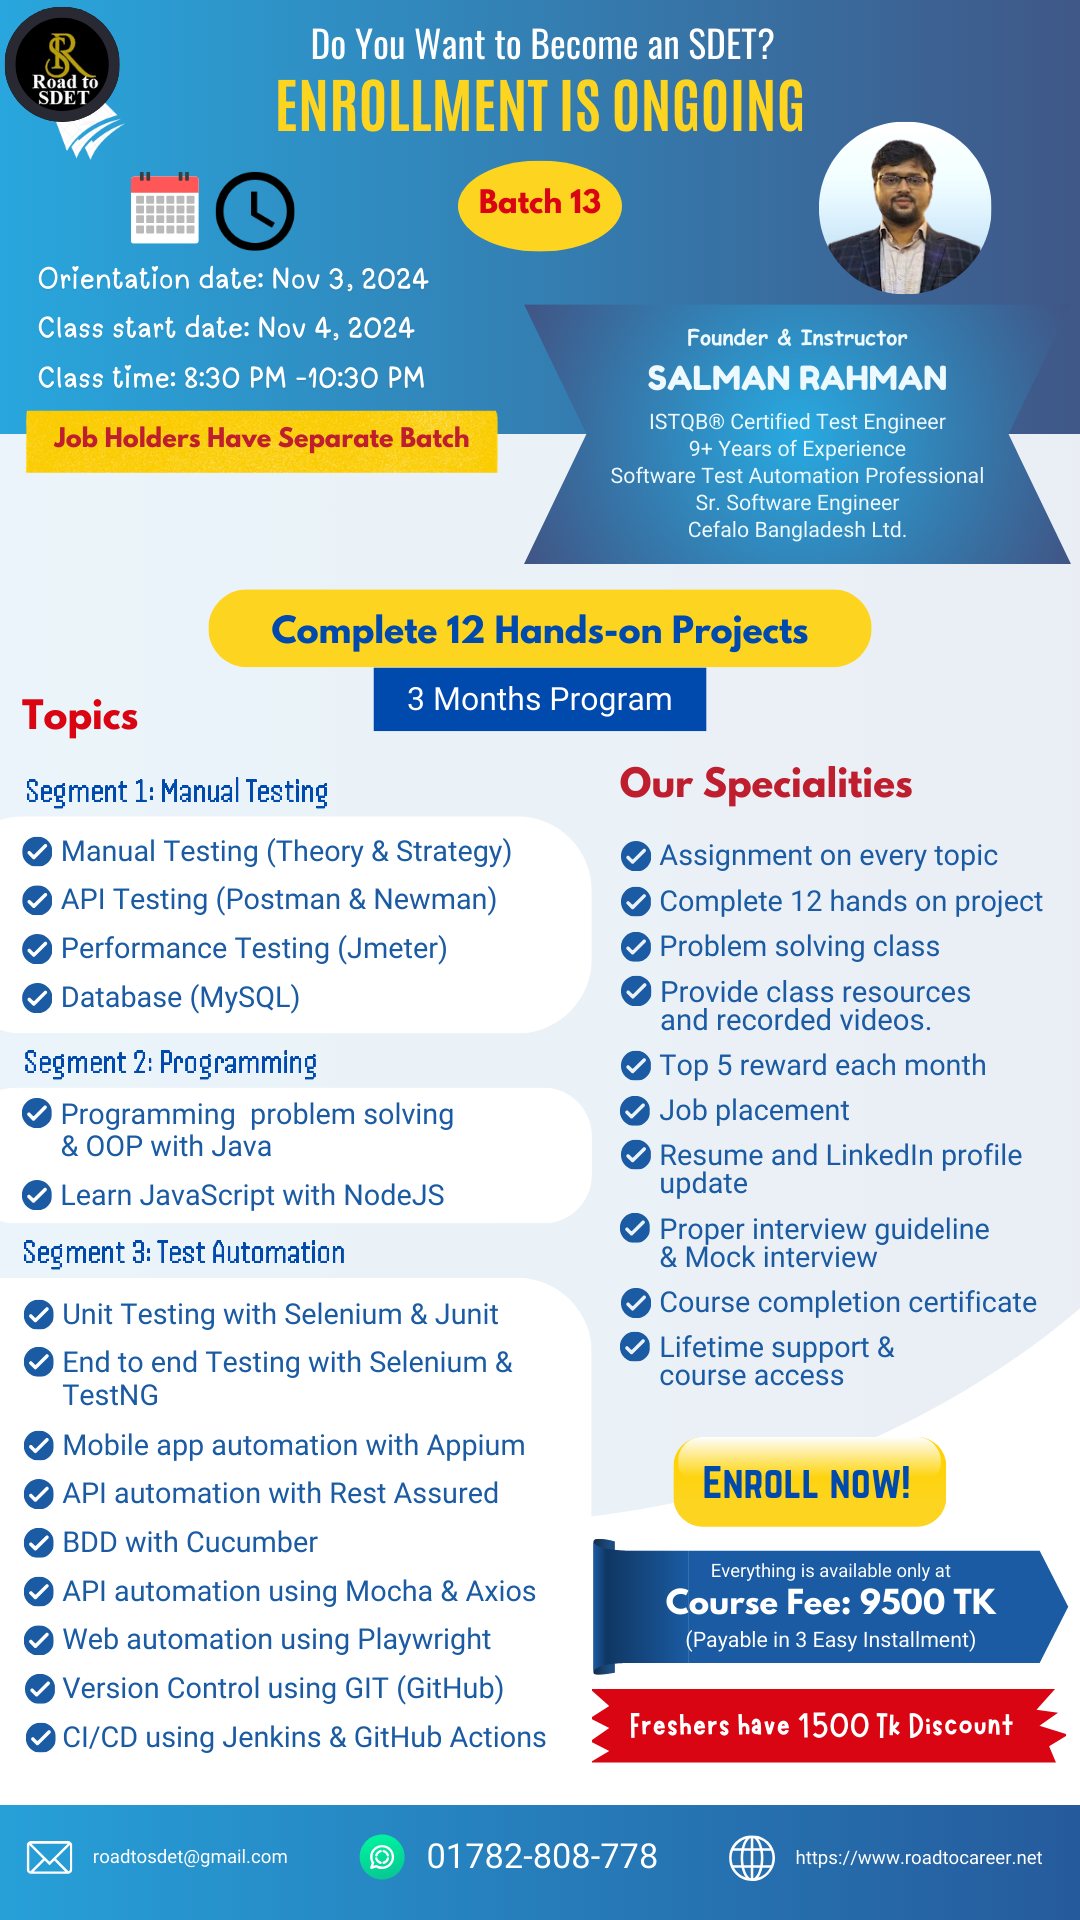 Road to
SDET
Do You Want to Become an SDET?
ENROLLMENT IS ONGOING
Batch 13
Orientation date: Nov 3, 2024
Class start date: Nov 4, 2024
Class time: 8:30 PM -10:30 PM
Job Holders Have Separate Batch
Founder & Instructor
SALMAN RAHMAN
ISTQB® Certified Test Engineer
9+ Years of Experience
Software Test Automation Professional
Sr. Software Engineer
Cefalo Bangladesh Ltd.
Complete 12 Hands-on Projects
3 Months Program
Topics
Segment 1: Manual Testing
Manual Testing (Theory & Strategy)
API Testing (Postman & Newman)
Performance Testing (Jmeter)
Database (MySQL)
Segment 2: Programming
Programming problem solving
& OOP with Java
Learn JavaScript with NodeJS
Segment 3: Test Automation
Unit Testing with Selenium & Junit
End to end Testing with Selenium &
TestNG
Mobile app automation with Appium
API automation with Rest Assured
BDD with Cucumber
API automation using Mocha & Axios
Web automation using Playwright
Version Control using GIT (GitHub)
CI/CD using Jenkins & GitHub Actions
Our Specialities
Assignment on every topic
Complete 12 hands on project
Problem solving class
Provide class resources
and recorded videos.
Top 5 reward each month
Job placement
Resume and LinkedIn profile
update
Proper interview guideline
& Mock interview
Course completion certificate
Lifetime support &
course access
ENROLL NOW!
Everything is available only at
Course Fee: 9500 TK
(Payable in 3 Easy Installment)
Freshers have 1500 Tk Discount
roadtosdet@gmail.com
01782-808-778
https://www.roadtocareer.net